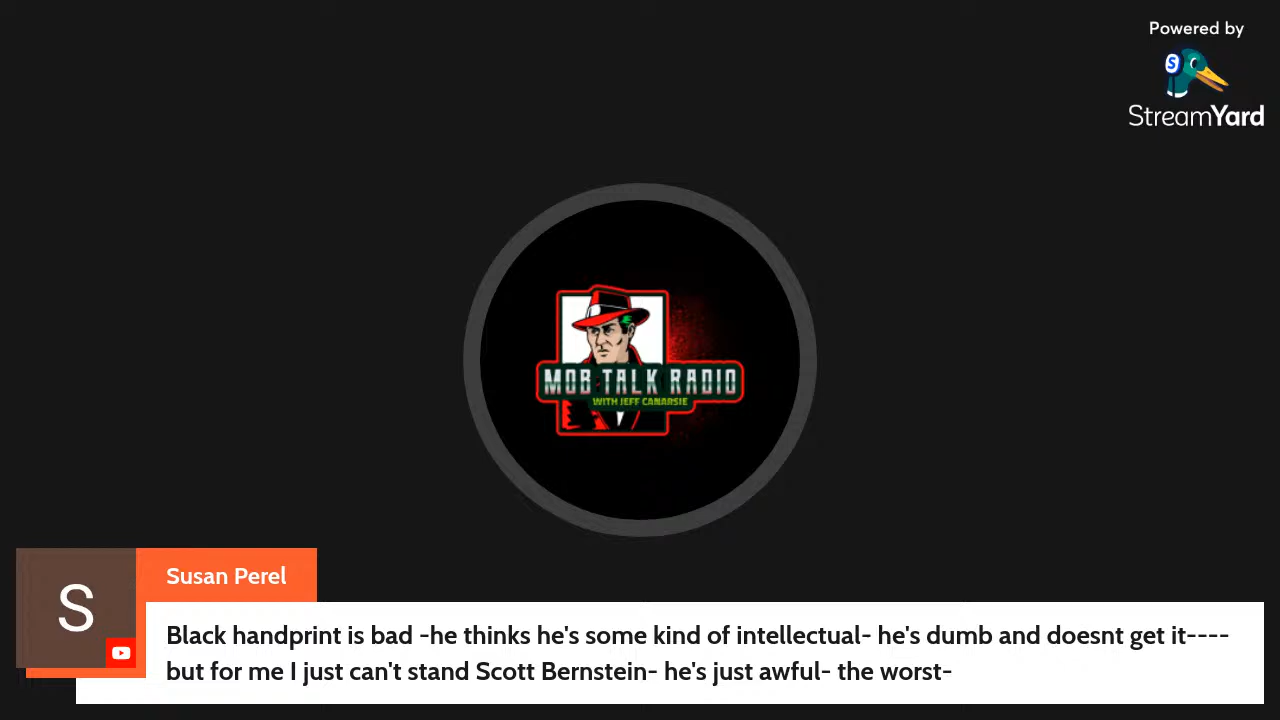 Powered by
S
StreamYard
MOB TALK RADIO
WITH JEFF CANARSIE
S
Susan Perel
Black handprint is bad -he thinks he's some kind of intellectual- he's dumb and doesnt get it----
but for me I just can't stand Scott Bernstein- he's just awful- the worst-